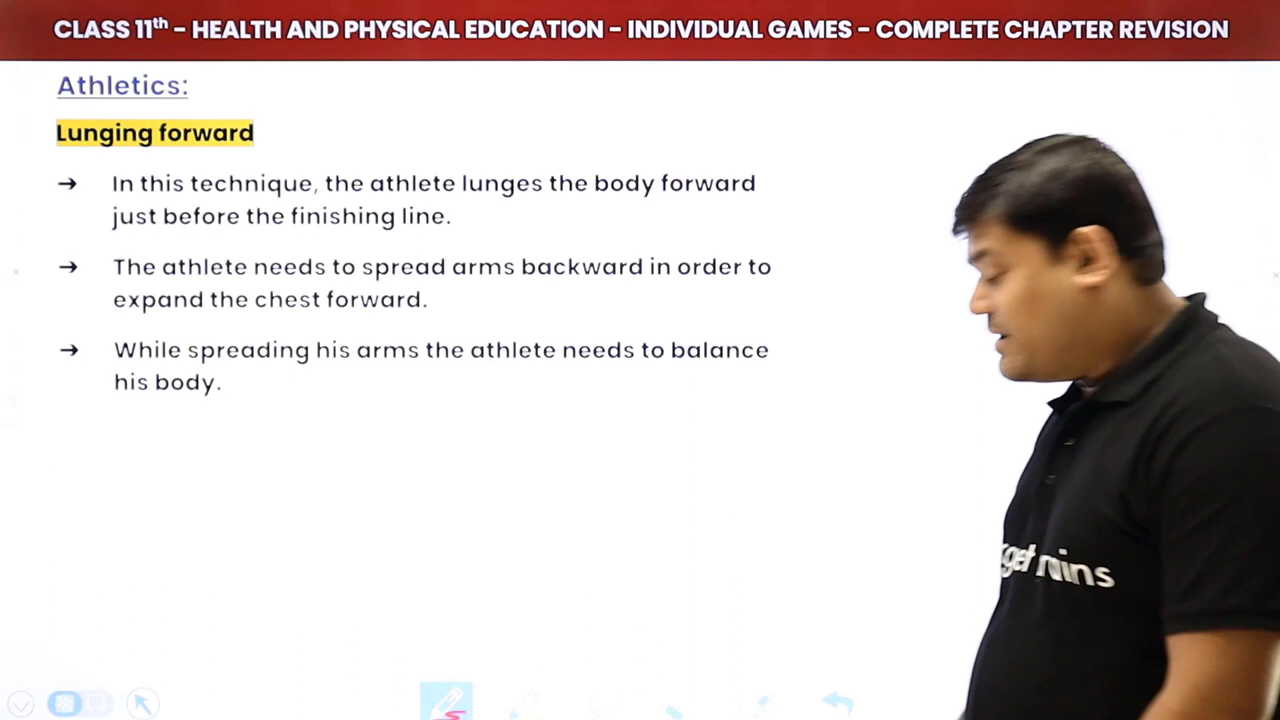 CLASS 11th - HEALTH AND PHYSICAL EDUCATION - INDIVIDUAL GAMES - COMPLETE CHAPTER REVISION
Athletics:
Lunging forward
→ In this technique, the athlete lunges the body forward
just before the finishing line.
→ The athlete needs to spread arms backward in order to
expand the chest forward.
→ While spreading his arms the athlete needs to balance
his body.